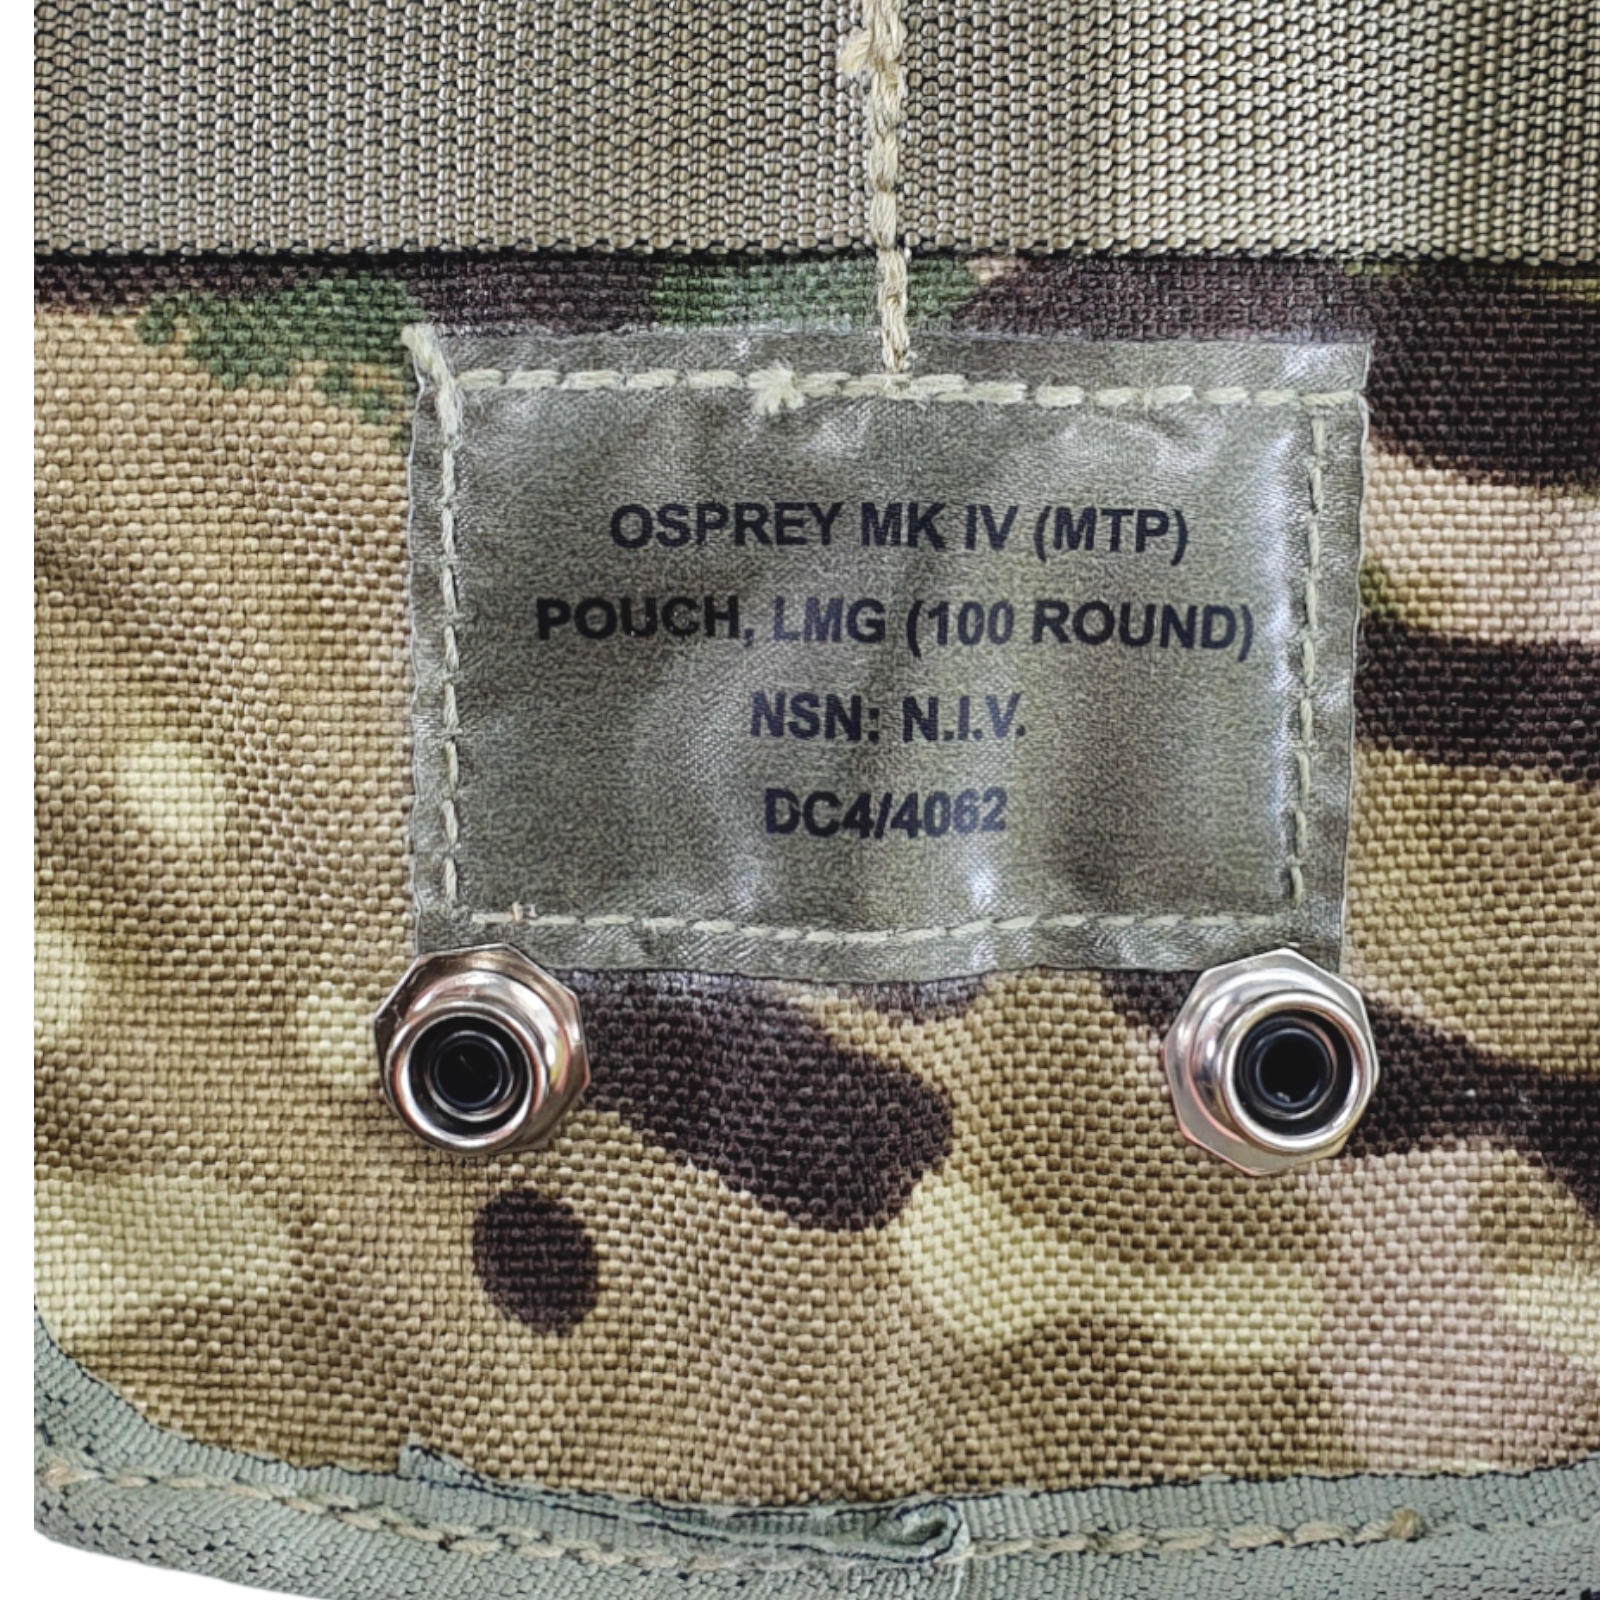 OSPREY MK IV (MTP)
POUCH, LMG (100 ROUND)
NSN: N.I.V.
DC4/4062